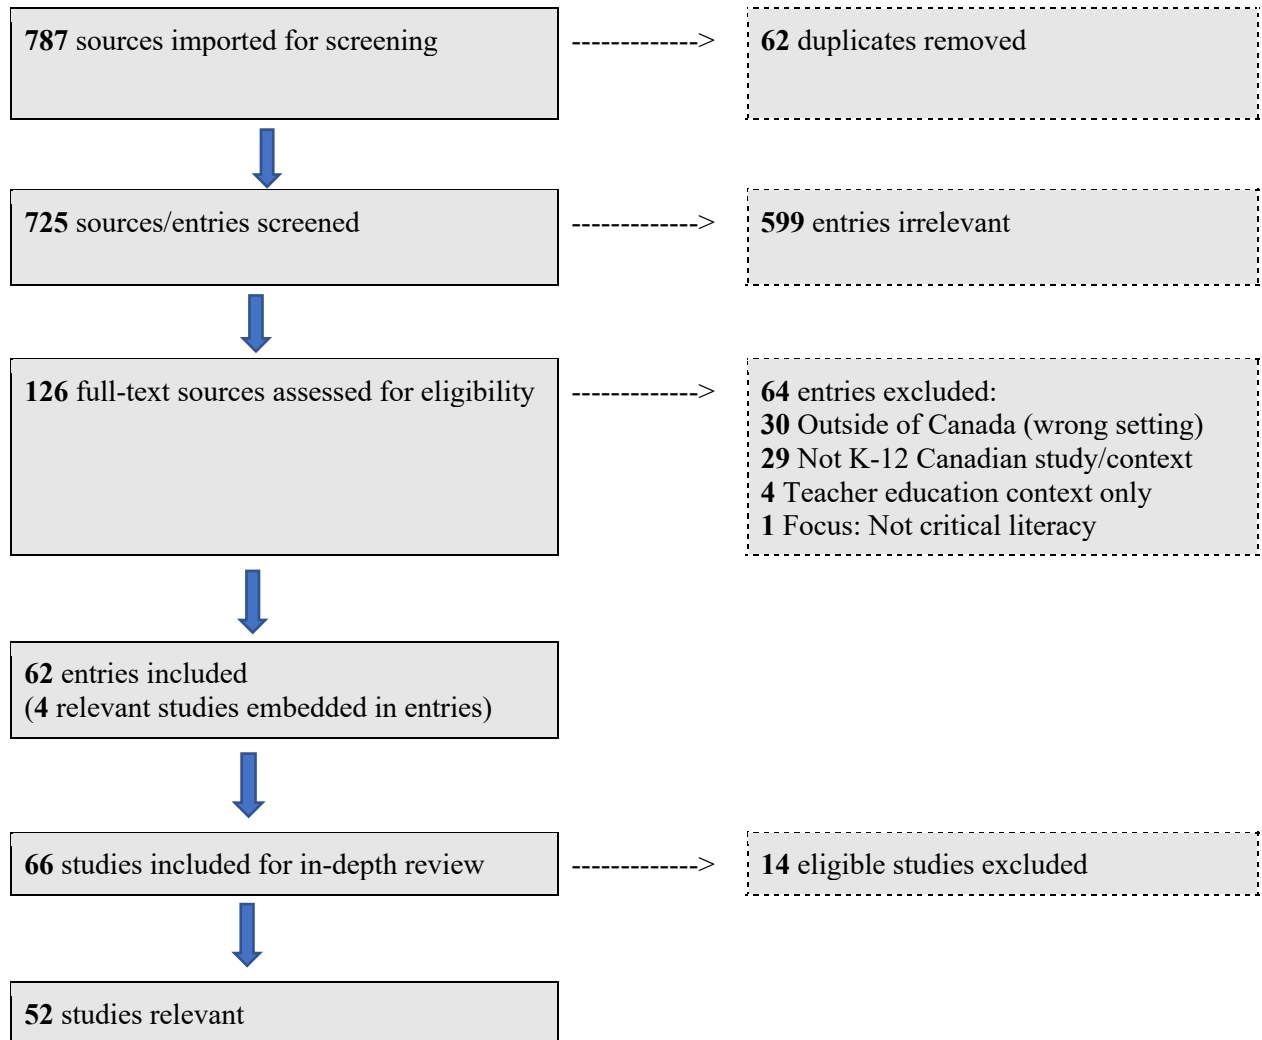 787 sources imported for screening
------------->
62 duplicates removed
725 sources/entries screened
------------->
599 entries irrelevant
126 full-text sources assessed for eligibility
------------->
64 entries excluded:
30 Outside of Canada (wrong setting)
29 Not K-12 Canadian study/context
4 Teacher education context only
1 Focus: Not critical literacy
62 entries included
(4 relevant studies embedded in entries)
66 studies included for in-depth review
------------->
14 eligible studies excluded
52 studies relevant